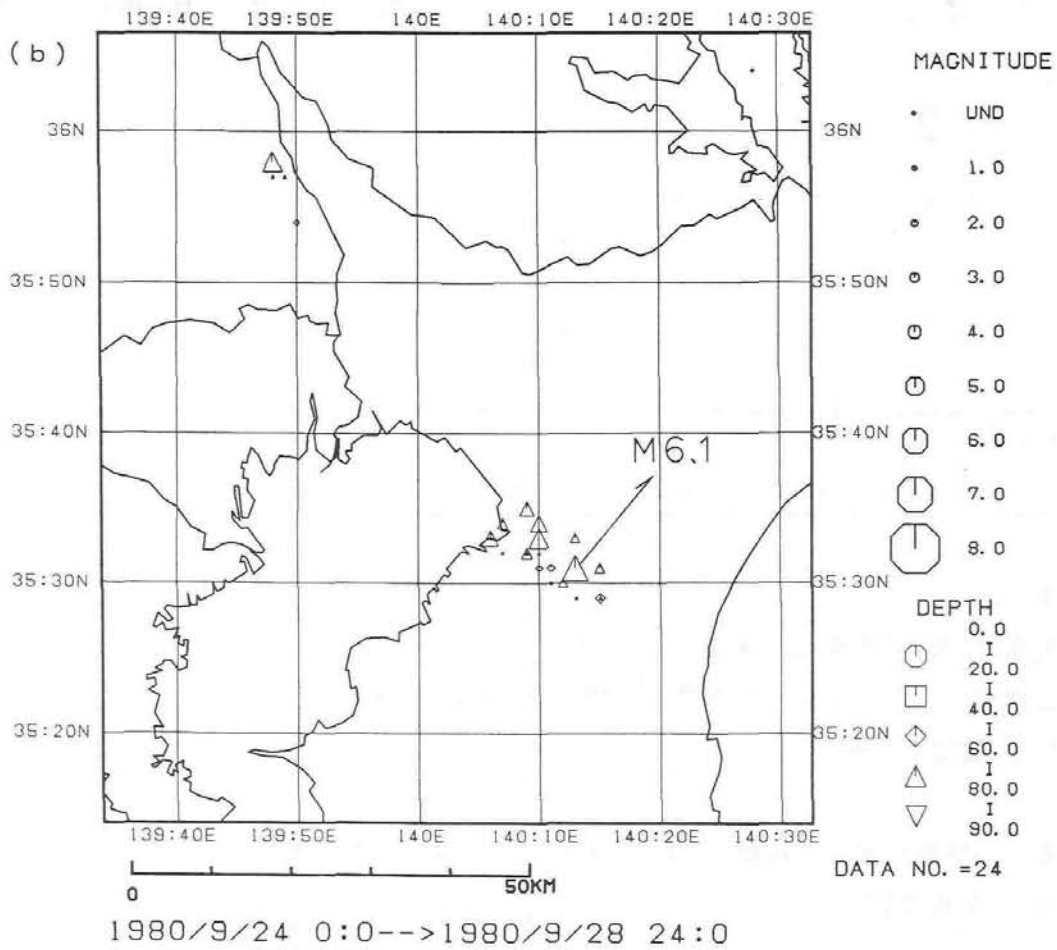 (b)
139:40E 139:50E 140E 140:10E 140:20E 140:30E
36N 36N
35:50N 35:50N
35:40N 35:40N
M6.1
35:30N 35:30N
35:20N 35:20N
139:40E 139:50E 140E 140:10E 140:20E 140:30E
0 50KM
1980/9/24 0:0-->1980/9/28 24:0
MAGNITUDE
UND
1.0
2.0
3.0
4.0
5.0
6.0
7.0
8.0
DEPTH
0.0
I
20.0
I
40.0
I
60.0
I
80.0
I
90.0
DATA NO.=24